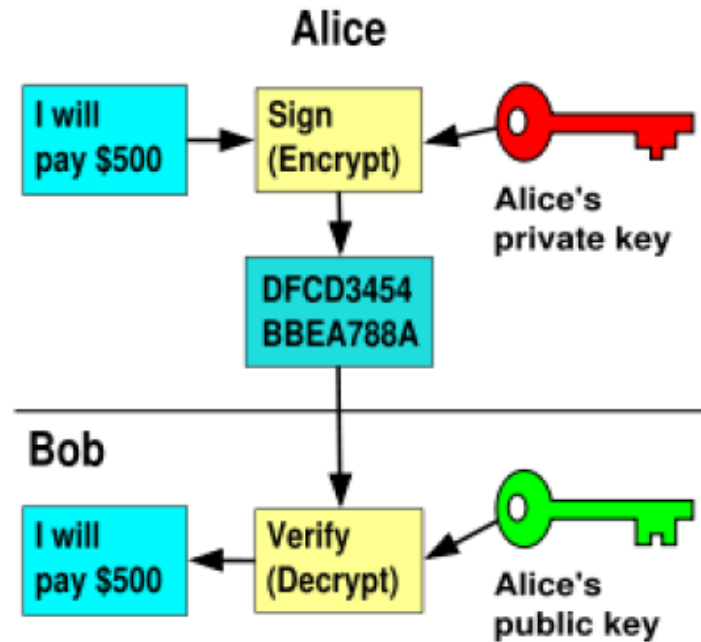 Alice
I will
pay $500
Sign
(Encrypt)
Alice's
private key
DFCD3454
BBEA788A
Bob
I will
pay $500
Verify
(Decrypt)
Alice's
public key